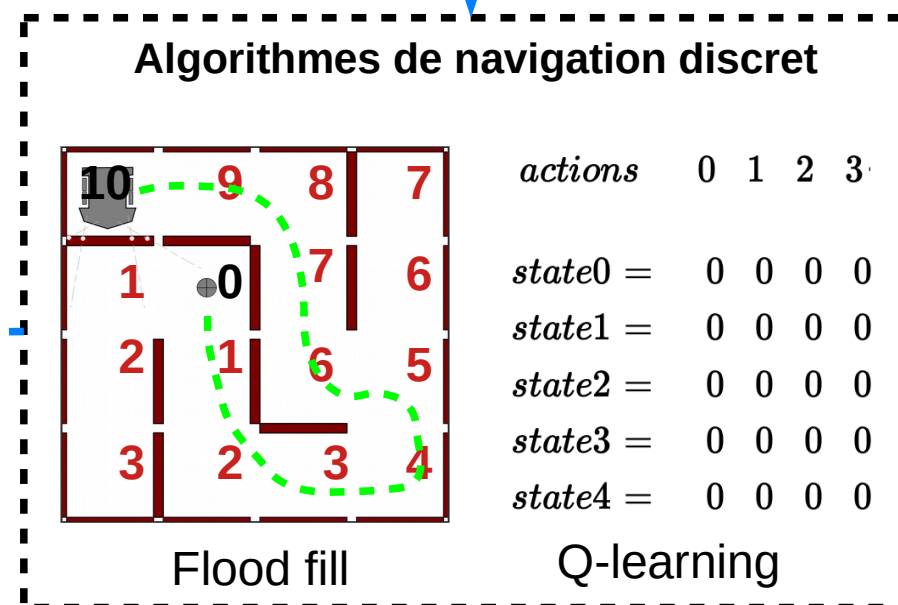 Algorithmes de navigation discret
10 9 8 7
1 0 7 6
2 1 6 5
3 2 3 4
Flood fill
actions 0 1 2 3
state0 = 0 0 0 0
state1 = 0 0 0 0
state2 = 0 0 0 0
state3 = 0 0 0 0
state4 = 0 0 0 0
Q-learning